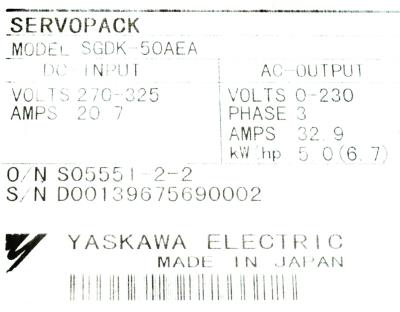 SERVOPACK
MODEL SGDK-50AEA
DC-INPUT AC-OUTPUT
VOLTS 270-325 VOLTS 0-230
AMPS 20.7 PHASE 3
AMPS 32.9
kW/hp 5.0(6.7)
O/N S05551-2-2
S/N D00139675690002
YASKAWA ELECTRIC
MADE IN JAPAN